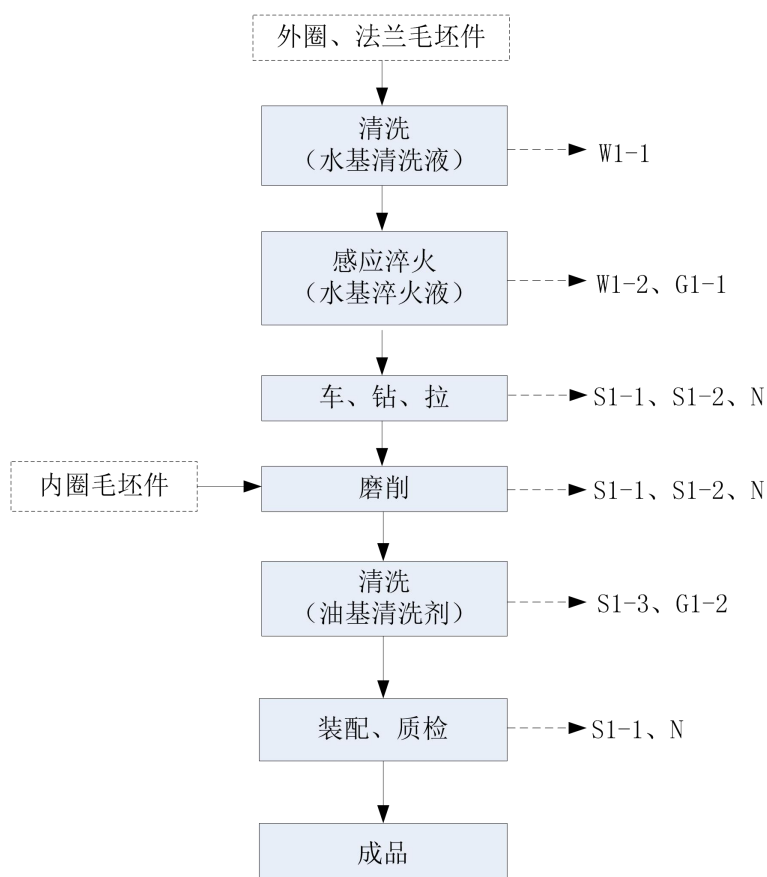 外圈、法兰毛坯件
清洗
（水基清洗液）
W1-1
感应淬火
（水基淬火液）
W1-2、G1-1
车、钻、拉
S1-1、S1-2、N
内圈毛坯件
磨削
S1-1、S1-2、N
清洗
（油基清洗剂）
S1-3、G1-2
装配、质检
S1-1、N
成品